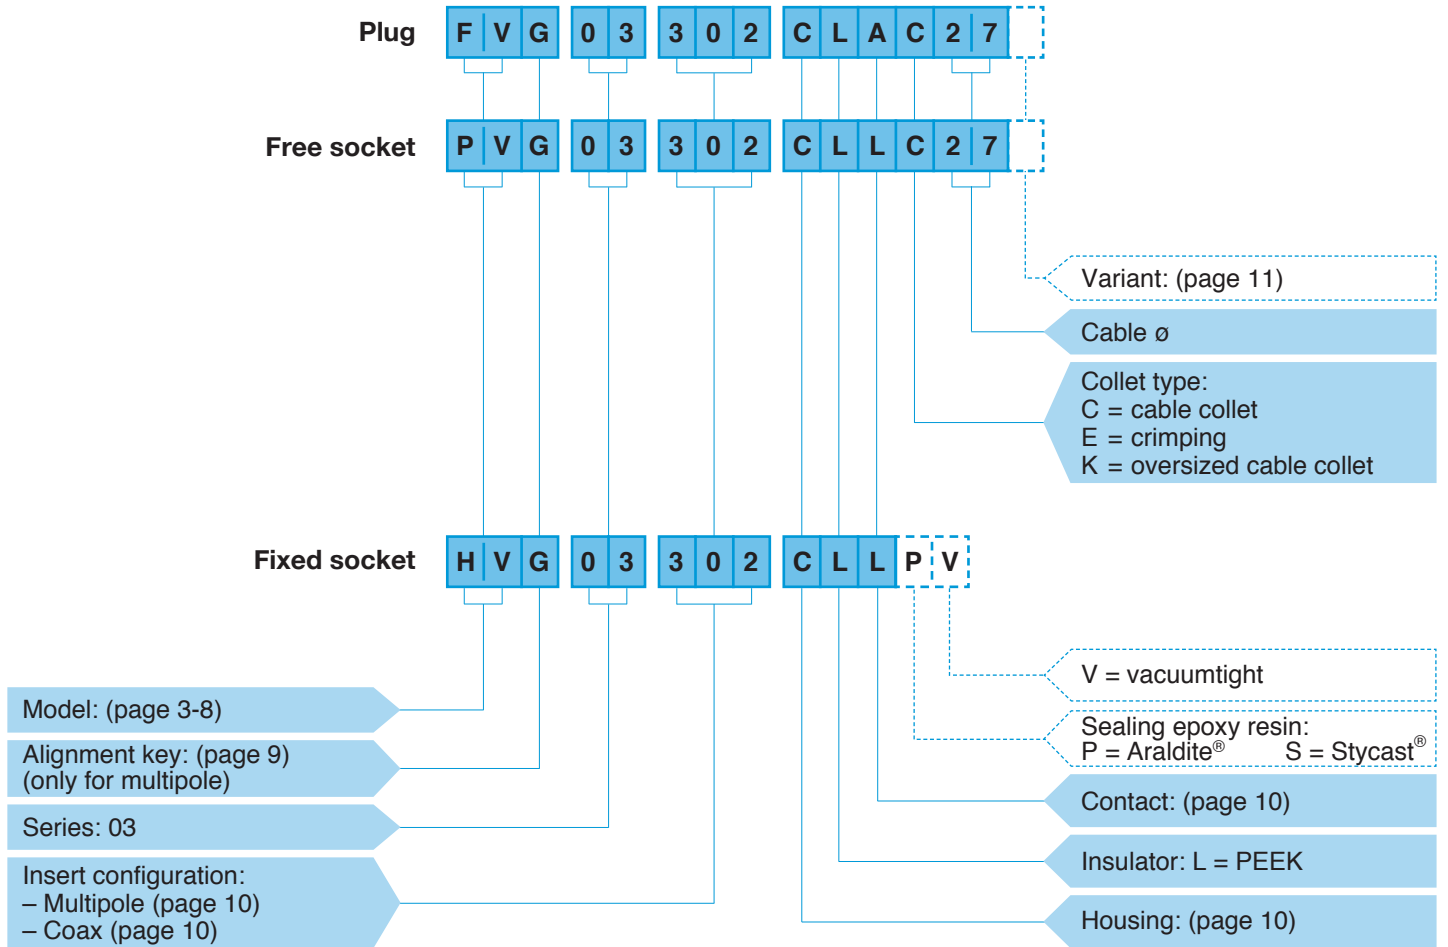 Plug F V G 0 3 3 0 2 C L A C 2 7
Free socket P V G 0 3 3 0 2 C L L C 2 7
Variant: (page 11)
Cable ø
Collet type:
C = cable collet
E = crimping
K = oversized cable collet
Fixed socket H V G 0 3 3 0 2 C L L P V
V = vacuumtight
Sealing epoxy resin:
P = Araldite® S = Stycast®
Contact: (page 10)
Insulator: L = PEEK
Housing: (page 10)
Model: (page 3-8)
Alignment key: (page 9)
(only for multipole)
Series: 03
Insert configuration:
– Multipole (page 10)
– Coax (page 10)